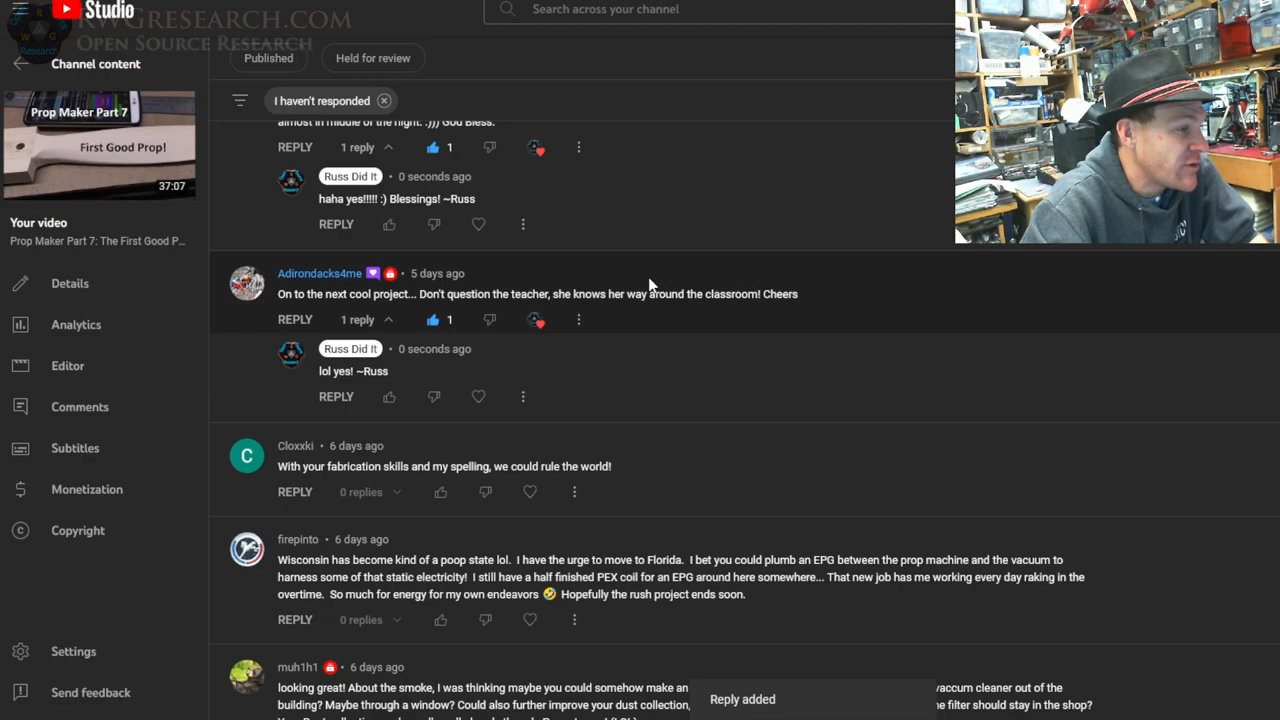 Studio
Search across your channel
RWGRESEARCH.COM
OPEN SOURCE RESEARCH
R W G
Research
Channel content
Published
Held for review
I haven't responded
Prop Maker Part 7
First Good Prop!
37:07
Your video
Prop Maker Part 7: The First Good P...
Details
Analytics
Editor
Comments
Subtitles
Monetization
Copyright
Settings
Send feedback
almost in middle of the night. :))) God Bless.
REPLY 1 reply 1
Russ Did It • 0 seconds ago
haha yes!!!!! :) Blessings! ~Russ
REPLY
Adirondacks4me • 5 days ago
On to the next cool project... Don't question the teacher, she knows her way around the classroom! Cheers
REPLY 1 reply 1
Russ Did It • 0 seconds ago
lol yes! ~Russ
REPLY
C
Cloxxki • 6 days ago
With your fabrication skills and my spelling, we could rule the world!
REPLY 0 replies
firepinto • 6 days ago
Wisconsin has become kind of a poop state lol. I have the urge to move to Florida. I bet you could plumb an EPG between the prop machine and the vacuum to
harness some of that static electricity! I still have a half finished PEX coil for an EPG around here somewhere... That new job has me working every day raking in the
overtime. So much for energy for my own endeavors 🤣 Hopefully the rush project ends soon.
REPLY 0 replies
muh1h1 • 6 days ago
looking great! About the smoke, I was thinking maybe you could somehow make an vaccum cleaner out of the
building? Maybe through a window? Could also further improve your dust collection, e filter should stay in the shop?
Reply added